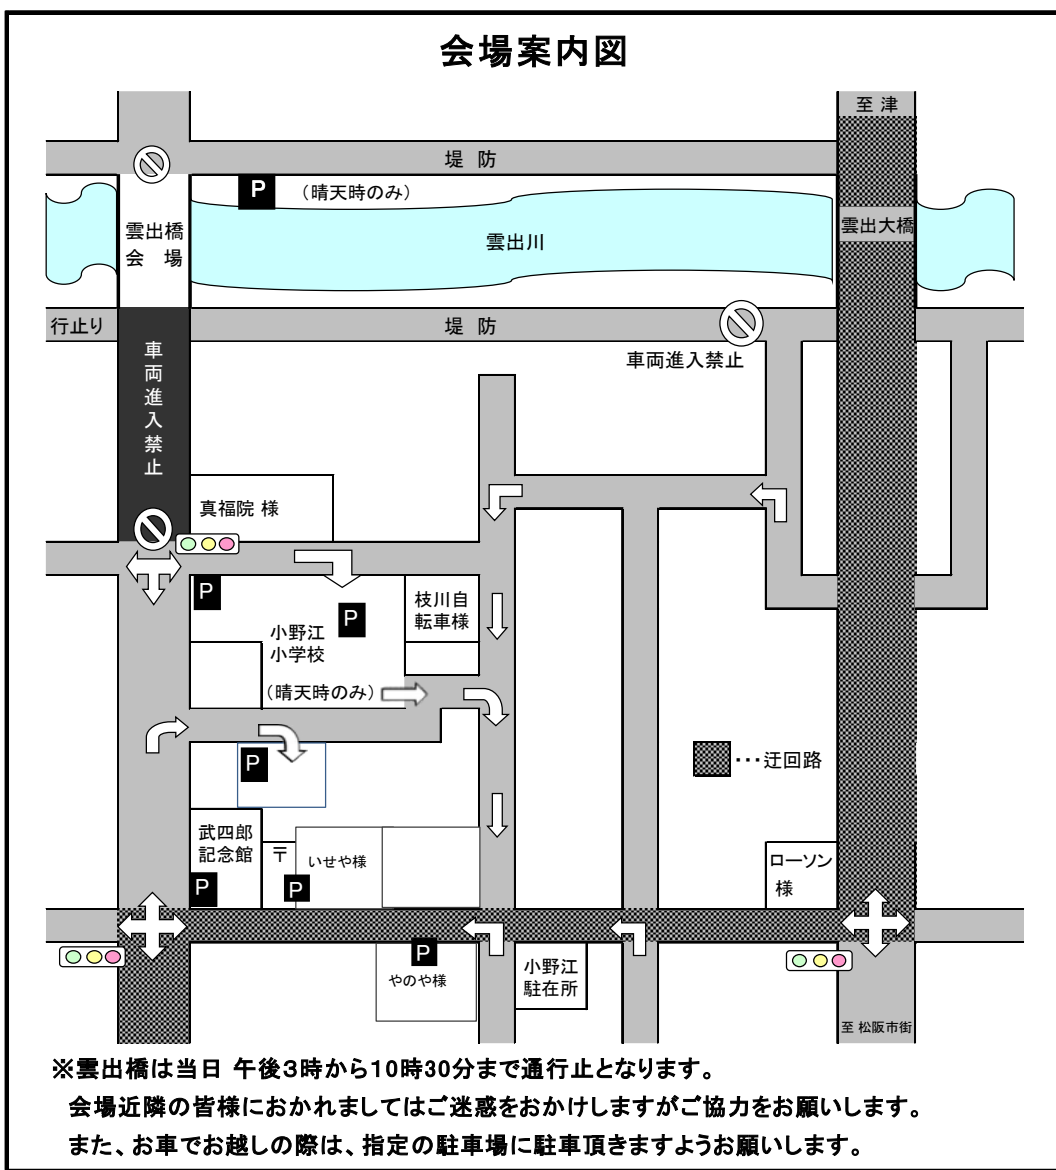 会場案内図
至 津
堤 防
P
（晴天時のみ）
雲出橋
会　場
雲出川
雲出大橋
行止り
堤 防
車両進入禁止
車両進入禁止
真福院 様
P
枝川自
転車様
P
小野江
小学校
（晴天時のみ）
P
･･･迂回路
武四郎
記念館
〒
いせや様
ローソン
様
P
P
P
やのや様
小野江
駐在所
至 松阪市街
※雲出橋は当日 午後3時から10時30分まで通行止となります。
会場近隣の皆様におかれましてはご迷惑をおかけしますがご協力をお願いします。
また、お車でお越しの際は、指定の駐車場に駐車頂きますようお願いします。